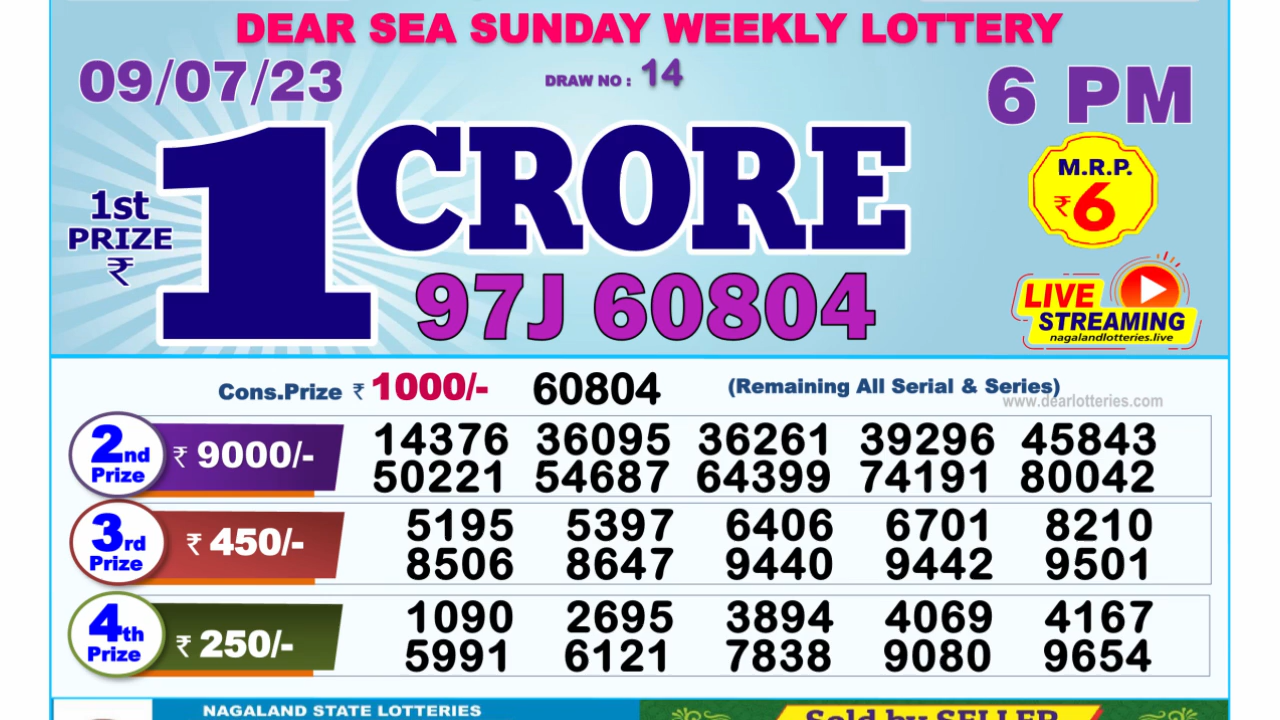 DEAR SEA SUNDAY WEEKLY LOTTERY
09/07/23
DRAW NO : 14
6 PM
1st PRIZE ₹ 1 CRORE
M.R.P.
₹6
97J 60804
LIVE
STREAMING
nagalandlotteries.live
Cons.Prize ₹ 1000/- 60804 (Remaining All Serial & Series)
www.dearlotteries.com
2nd Prize ₹ 9000/-
14376 36095 36261 39296 45843
50221 54687 64399 74191 80042
3rd Prize ₹ 450/-
5195 5397 6406 6701 8210
8506 8647 9440 9442 9501
4th Prize ₹ 250/-
1090 2695 3894 4069 4167
5991 6121 7838 9080 9654
NAGALAND STATE LOTTERIES
Sold by SELLER